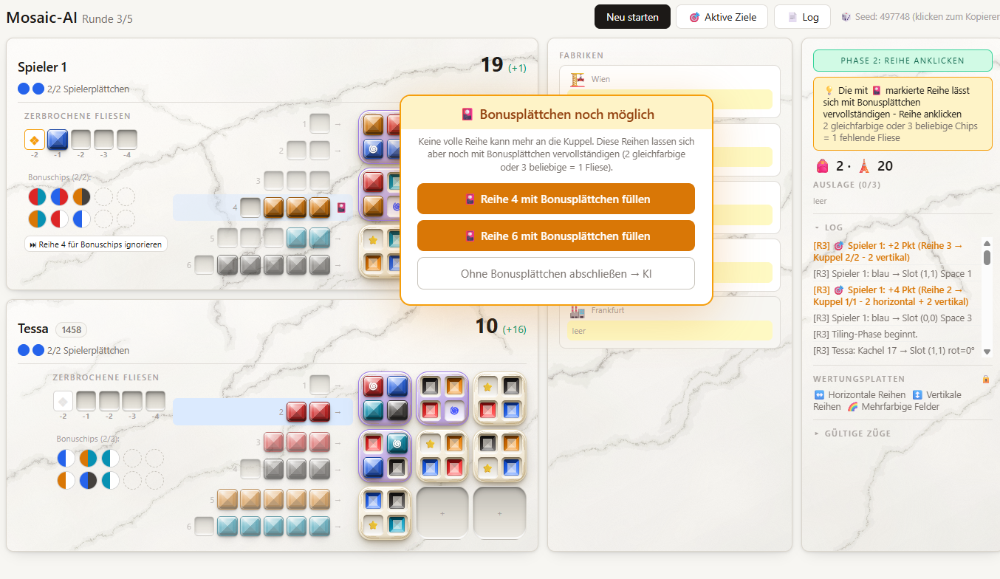 Mosaic-AI Runde 3/5
Neu starten
🎯 Aktive Ziele
📄 Log
🎲 Seed: 497748 (klicken zum Kopieren
Spieler 1
19 (+1)
2/2 Spielerplättchen
ZERBROCHENE FLIESEN
-2 -1 -2 -3 -4
Bonuschips (2/2):
⏭ Reihe 4 für Bonuschips ignorieren
1 →
2 →
3
4
5 →
6 →
🎴 Bonusplättchen noch möglich
Keine volle Reihe kann mehr an die Kuppel. Diese Reihen lassen sich
aber noch mit Bonusplättchen vervollständigen (2 gleichfarbige
oder 3 beliebige = 1 Fliese).
🎴 Reihe 4 mit Bonusplättchen füllen
🎴 Reihe 6 mit Bonusplättchen füllen
Ohne Bonusplättchen abschließen → KI
Tessa 1458
10 (+16)
2/2 Spielerplättchen
ZERBROCHENE FLIESEN
-2 -1 -2 -3 -4
Bonuschips (2/2):
1 →
2 →
3 →
4 →
5 →
6 →
+ +
FABRIKEN
Wien
Frankfurt
leer
PHASE 2: REIHE ANKLICKEN
💡 Die mit 🎴 markierte Reihe lässt
sich mit Bonusplättchen
vervollständigen - Reihe anklicken
2 gleichfarbige oder 3 beliebige Chips
= 1 fehlende Fliese
🎒 2 · 🗼 20
AUSLAGE (0/3)
leer
LOG
[R3] 🎯 Spieler 1: +2 Pkt (Reihe 3 →
Kuppel 2/2 - 2 vertikal)
[R3] Spieler 1: blau → Slot (1,1) Space 1
[R3] 🎯 Spieler 1: +4 Pkt (Reihe 2 →
Kuppel 1/1 - 2 horizontal + 2 vertikal)
[R3] Spieler 1: blau → Slot (0,0) Space 3
[R3] Tiling-Phase beginnt.
[R3] Tessa: Kachel 17 → Slot (1,1) rot=0°
WERTUNGSPLATTEN 🔒
↔️ Horizontale Reihen ↕️ Vertikale
Reihen 🌈 Mehrfarbige Felder
GÜLTIGE ZÜGE